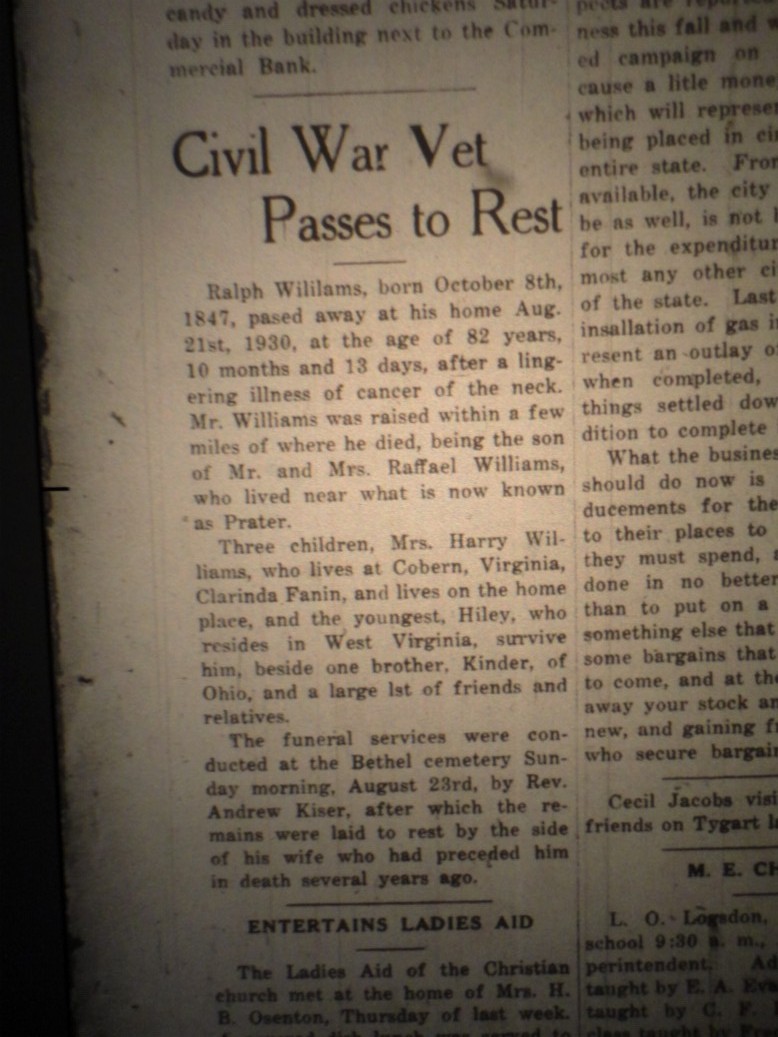 candy and dressed chickens Satur-
day in the building next to the Com-
mercial Bank.
Civil War Vet
Passes to Rest
Ralph Wililams, born October 8th,
1847, pased away at his home Aug.
21st, 1930, at the age of 82 years,
10 months and 13 days, after a ling-
ering illness of cancer of the neck.
Mr. Williams was raised within a few
miles of where he died, being the son
of Mr. and Mrs. Raffael Williams,
who lived near what is now known
as Prater.
Three children, Mrs. Harry Wil-
liams, who lives at Cobern, Virginia,
Clarinda Fanin, and lives on the home
place, and the youngest, Hiley, who
resides in West Virginia, survive
him, beside one brother, Kinder, of
Ohio, and a large lst of friends and
relatives.
The funeral services were con-
ducted at the Bethel cemetery Sun-
day morning, August 23rd, by Rev.
Andrew Kiser, after which the re-
mains were laid to rest by the side
of his wife who had preceded him
in death several years ago.
ENTERTAINS LADIES AID
The Ladies Aid of the Christian
church met at the home of Mrs. H.
B. Osenton, Thursday of last week.
pects are
ness this fall and
ed campaign on
cause a litle mone
which will represe
being placed in
entire state. From
available, the city
be as well, is not
for the expenditur
most any other ci
of the state. Last
insallation of gas
resent an outlay o
when completed,
things settled dow
dition to complete
What the busines
should do now is
ducements for the
to their places to
they must spend,
done in no better
than to put on a
something else that
some bargains that
to come, and at the
away your stock an
new, and gaining
who secure bargain
Cecil Jacobs visi
friends on Tygart
M. E. CH
L. O. Logsdon,
school 9:30 a. m.,
perintendent. Ad
taught by E. A. Eva
taught by C. F.
class taught by